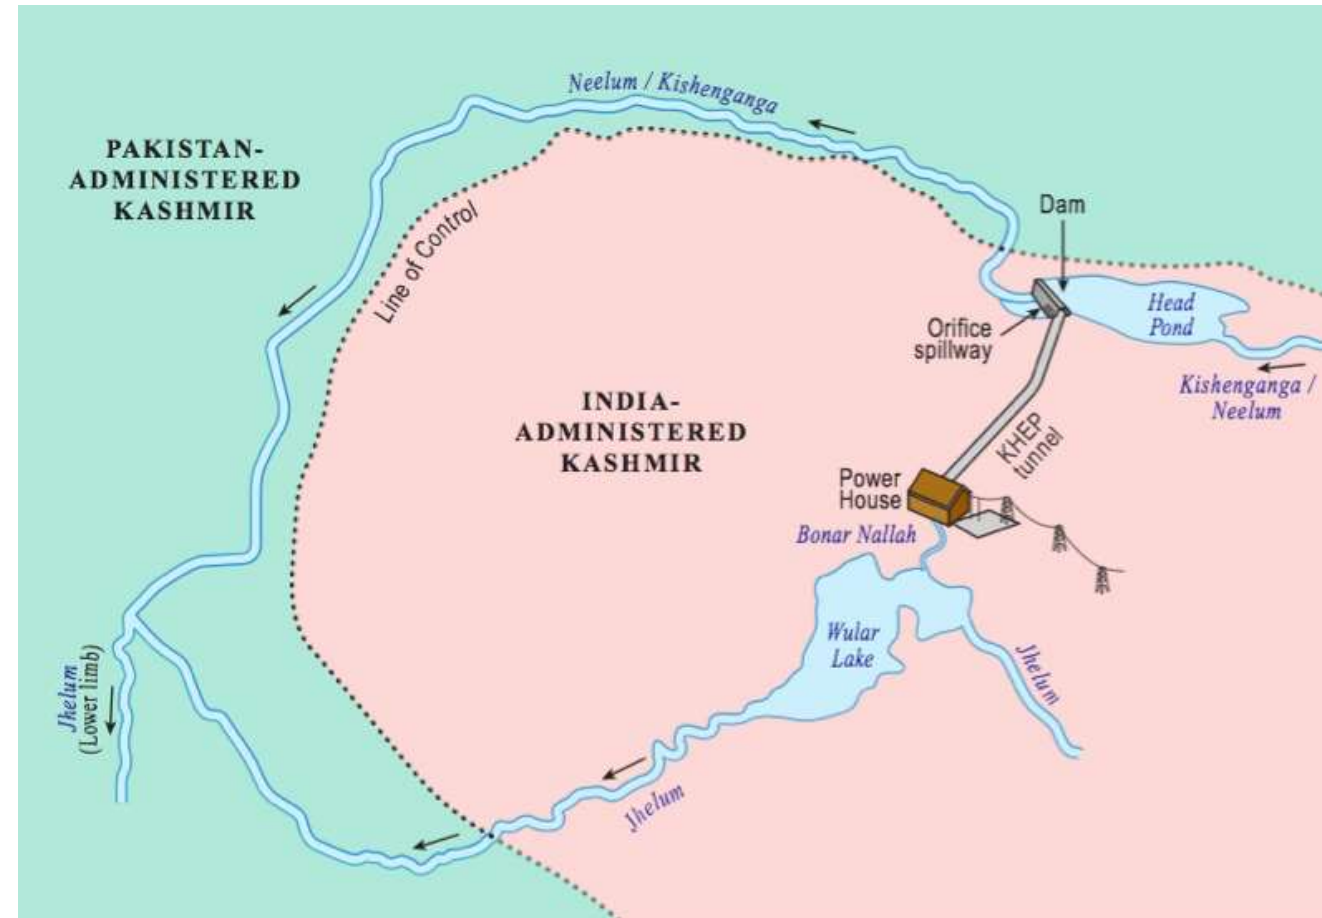 Neelum / Kishenganga
PAKISTAN-
ADMINISTERED
KASHMIR
Line of Control
Dam
Head
Pond
Orifice
spillway
Kishenganga /
Neelum
INDIA-
ADMINISTERED
KASHMIR
KHEP
tunnel
Power
House
Bonar Nallah
Wular
Lake
Jhelum
Jhelum
(Lower limb)
Jhelum